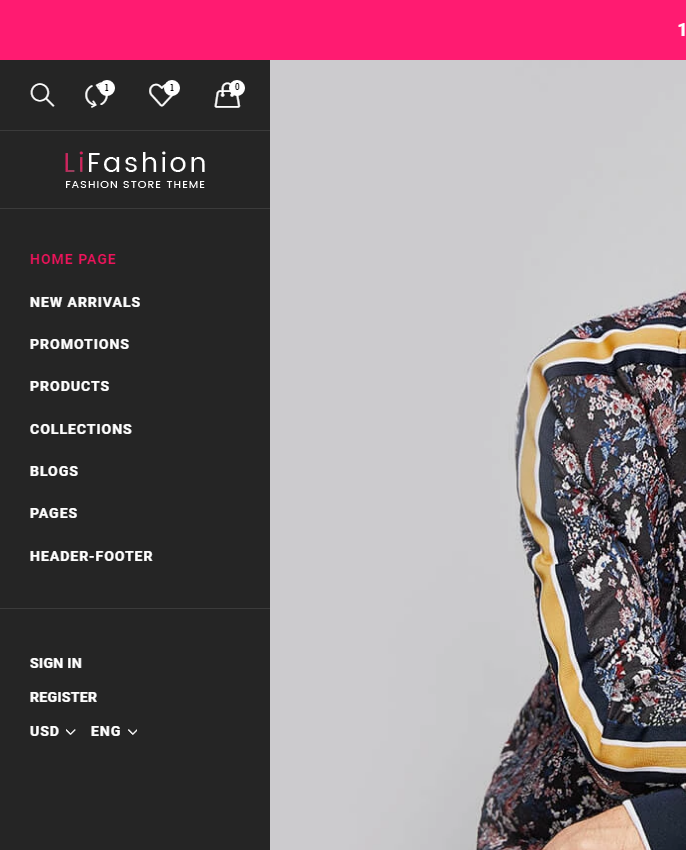 1
1 1 0
LiFashion
FASHION STORE THEME
HOME PAGE
NEW ARRIVALS
PROMOTIONS
PRODUCTS
COLLECTIONS
BLOGS
PAGES
HEADER-FOOTER
SIGN IN
REGISTER
USD ENG